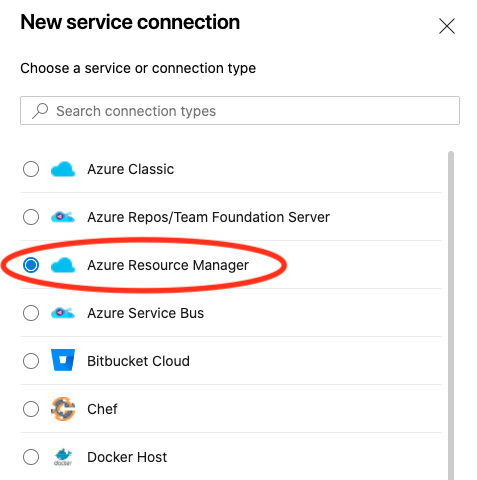 New service connection
Choose a service or connection type
Search connection types
Azure Classic
Azure Repos/Team Foundation Server
Azure Resource Manager
Azure Service Bus
Bitbucket Cloud
Chef
docker
Docker Host